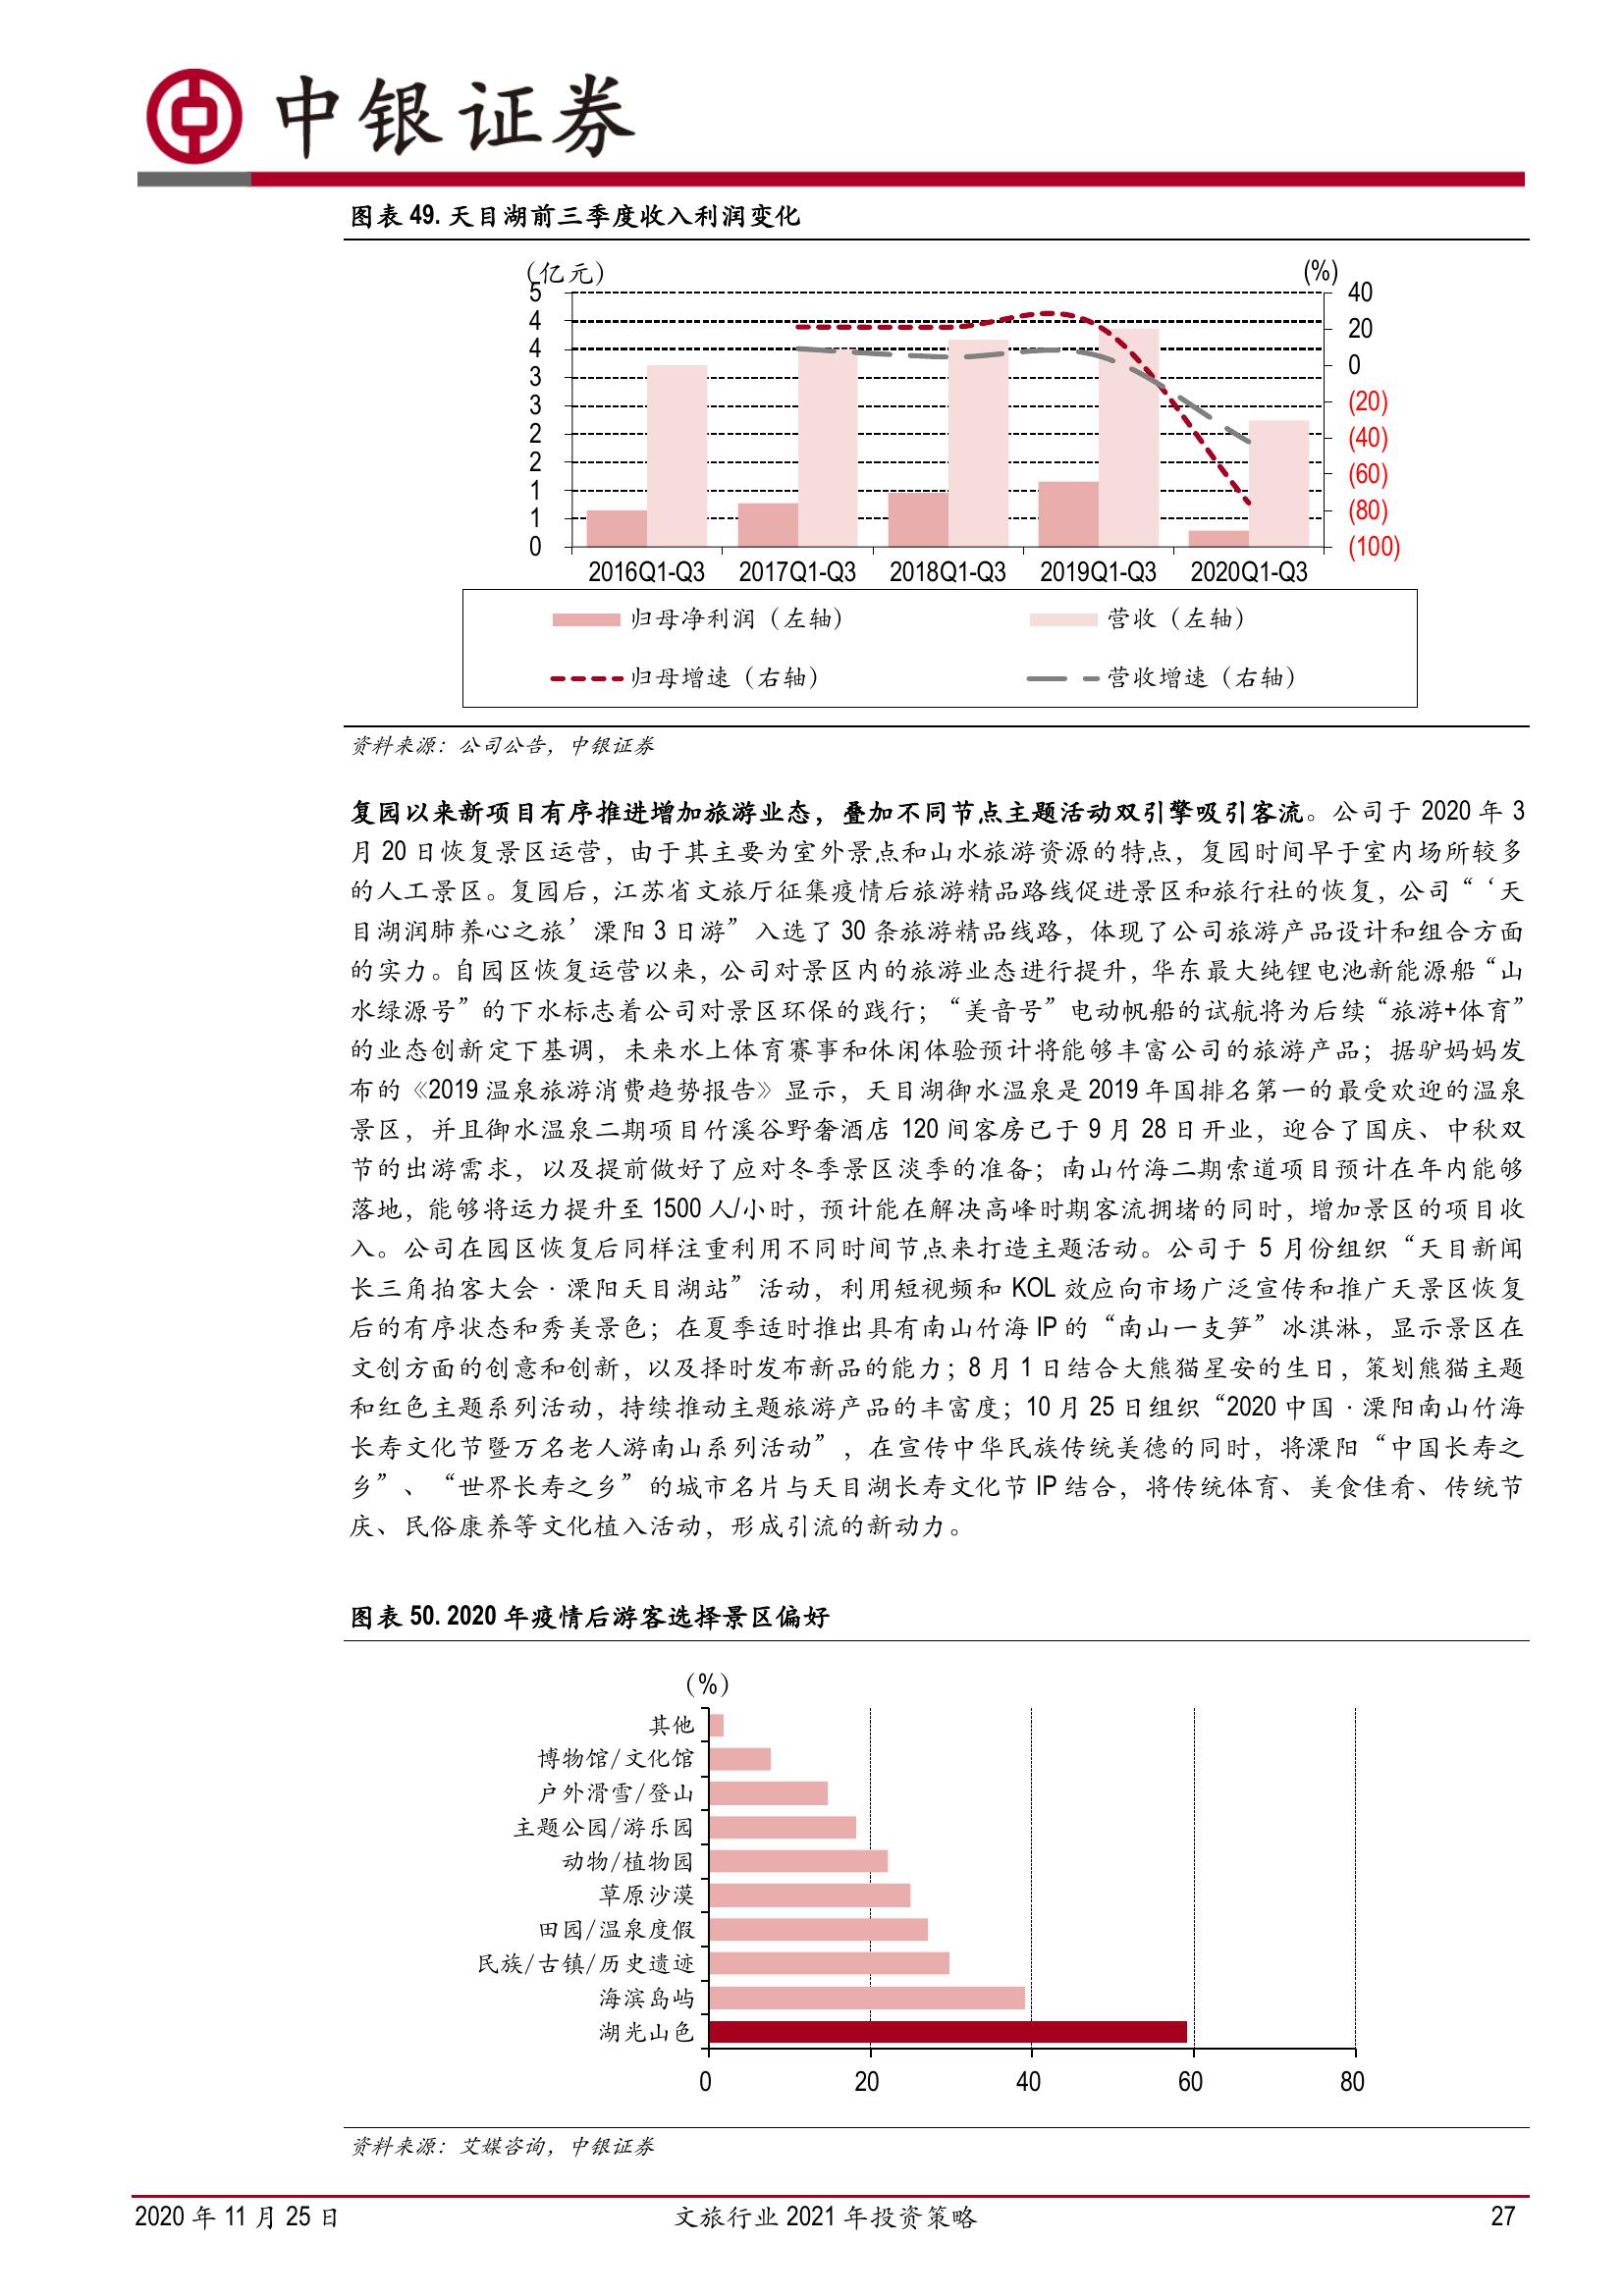 中银证券
图表 49. 天目湖前三季度收入利润变化
(亿元)
(%)
5
4
4
3
3
2
2
1
1
0
40
20
0
(20)
(40)
(60)
(80)
(100)
2016Q1-Q3 2017Q1-Q3 2018Q1-Q3 2019Q1-Q3 2020Q1-Q3
归母净利润（左轴） 营收（左轴）
归母增速（右轴） 营收增速（右轴）
资料来源：公司公告，中银证券
复园以来新项目有序推进增加旅游业态，叠加不同节点主题活动双引擎吸引客流。公司于 2020 年 3
月 20 日恢复景区运营，由于其主要为室外景点和山水旅游资源的特点，复园时间早于室内场所较多
的人工景区。复园后，江苏省文旅厅征集疫情后旅游精品路线促进景区和旅行社的恢复，公司“‘天
目湖润肺养心之旅’溧阳 3 日游”入选了 30 条旅游精品线路，体现了公司旅游产品设计和组合方面
的实力。自园区恢复运营以来，公司对景区内的旅游业态进行提升，华东最大纯锂电池新能源船“山
水绿源号”的下水标志着公司对景区环保的践行；“美音号”电动帆船的试航将为后续“旅游+体育”
的业态创新定下基调，未来水上体育赛事和休闲体验预计将能够丰富公司的旅游产品；据驴妈妈发
布的《2019 温泉旅游消费趋势报告》显示，天目湖御水温泉是 2019 年国排名第一的最受欢迎的温泉
景区，并且御水温泉二期项目竹溪谷野奢酒店 120 间客房已于 9 月 28 日开业，迎合了国庆、中秋双
节的出游需求，以及提前做好了应对冬季景区淡季的准备；南山竹海二期索道项目预计在年内能够
落地，能够将运力提升至 1500 人/小时，预计能在解决高峰时期客流拥堵的同时，增加景区的项目收
入。公司在园区恢复后同样注重利用不同时间节点来打造主题活动。公司于 5 月份组织“天目新闻
长三角拍客大会·溧阳天目湖站”活动，利用短视频和 KOL 效应向市场广泛宣传和推广天景区恢复
后的有序状态和秀美景色；在夏季适时推出具有南山竹海 IP 的“南山一支笋”冰淇淋，显示景区在
文创方面的创意和创新，以及择时发布新品的能力；8 月 1 日结合大熊猫星安的生日，策划熊猫主题
和红色主题系列活动，持续推动主题旅游产品的丰富度；10 月 25 日组织“2020 中国·溧阳南山竹海
长寿文化节暨万名老人游南山系列活动”，在宣传中华民族传统美德的同时，将溧阳“中国长寿之
乡”、“世界长寿之乡”的城市名片与天目湖长寿文化节 IP 结合，将传统体育、美食佳肴、传统节
庆、民俗康养等文化植入活动，形成引流的新动力。
图表 50. 2020 年疫情后游客选择景区偏好
（%）
其他
博物馆/文化馆
户外滑雪/登山
主题公园/游乐园
动物/植物园
草原沙漠
田园/温泉度假
民族/古镇/历史遗迹
海滨岛屿
湖光山色
0 20 40 60 80
资料来源：艾媒咨询，中银证券
2020 年 11 月 25 日 文旅行业 2021 年投资策略 27